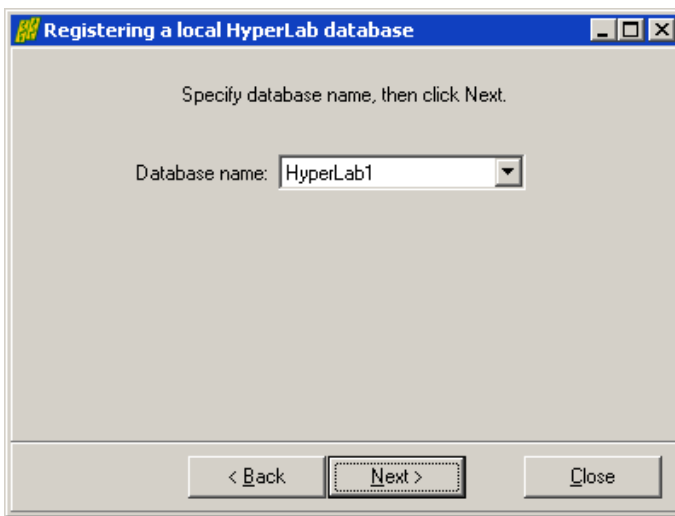 Registering a local HyperLab database
Specify database name, then click Next.
Database name: HyperLab1
< Back Next > Close